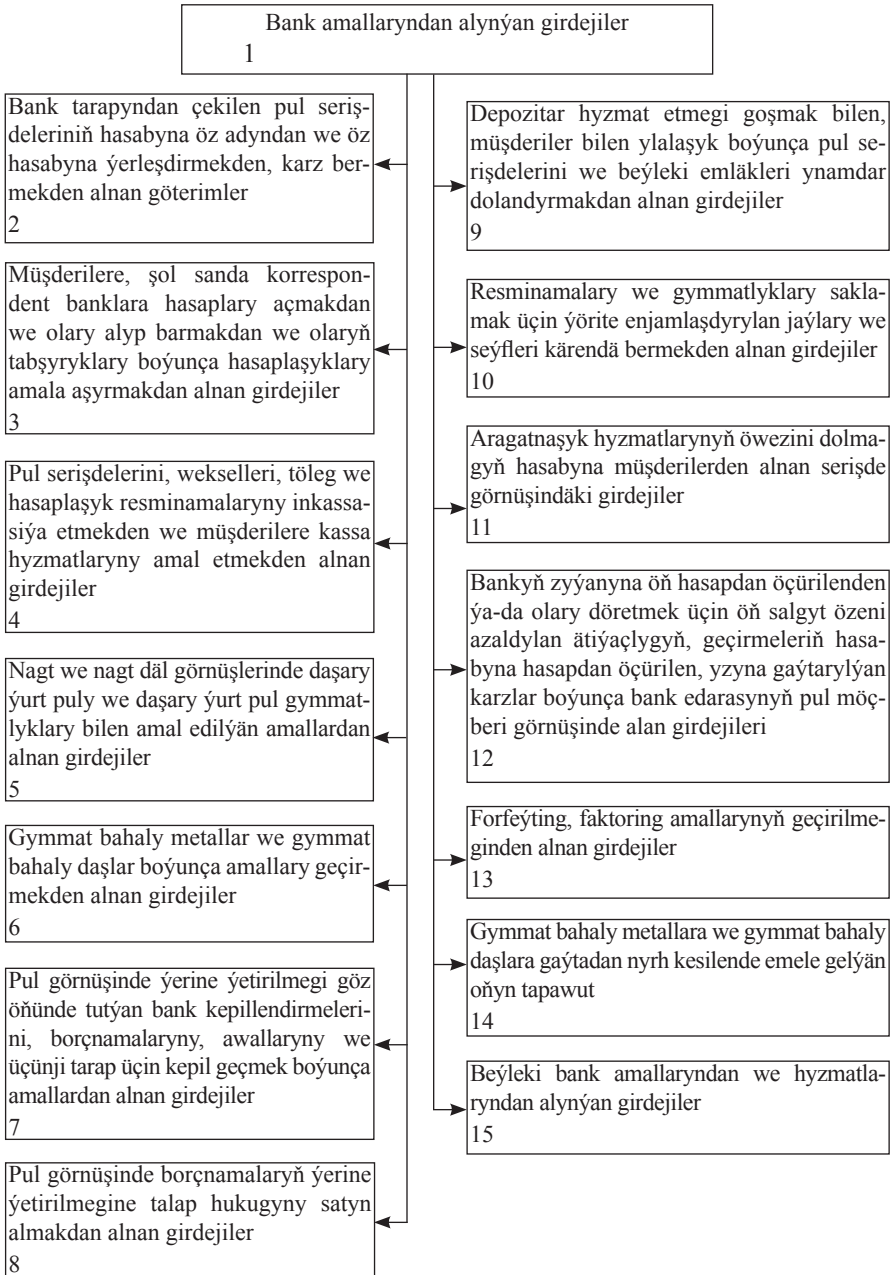 Bank amallaryndan alynýan girdejiler
1
Bank tarapyndan çekilen pul seriş-
deleriniň hasabyna öz adyndan we öz
hasabyna ýerleşdirmekden, karz ber-
mekden alnan göterimler
2
Müşderilere, şol sanda korrespon-
dent banklara hasaplary açmakdan
we olary alyp barmakdan we olaryň
tabşyryklary boýunça hasaplaşyklary
amala aşyrmakdan alnan girdejiler
3
Pul serişdelerini, wekselleri, töleg we
hasaplaşyk resminamalaryny inkassa-
siýa etmekden we müşderilere kassa
hyzmatlaryny amal etmekden alnan
girdejiler
4
Nagt we nagt däl görnüşlerinde daşary
ýurt puly we daşary ýurt pul gymmat-
lyklary bilen amal edilýän amallardan
alnan girdejiler
5
Gymmat bahaly metallar we gymmat
bahaly daşlar boýunça amallary geçir-
mekden alnan girdejiler
6
Pul görnüşinde ýerine ýetirilmegi göz
öňünde tutýan bank kepillendirmeleri-
ni, borçnamalaryny, awallaryny we
üçünji tarap üçin kepil geçmek boýunça
amallardan alnan girdejiler
7
Pul görnüşinde borçnamalaryň ýerine
ýetirilmegine talap hukugyny satyn
almakdan alnan girdejiler
8
Depozitar hyzmat etmegi goşmak bilen,
müşderiler bilen ylalaşyk boýunça pul se-
rişdelerini we beýleki emläkleri ynamdar
dolandyrmakdan alnan girdejiler
9
Resminamalary we gymmatlyklary sakla-
mak üçin ýörite enjamlaşdyrylan jaýlary we
seýfleri kärendä bermekden alnan girdejiler
10
Aragatnaşyk hyzmatlarynyň öwezini dolma-
gyň hasabyna müşderilerden alnan serişde
görnüşindäki girdejiler
11
Bankyň zyýanyna öň hasapdan öçürilenden
ýa-da olary döretmek üçin öň salgyt özeni
azaldylan ätiýaçlygyň, geçirmeleriň hasa-
byna hasapdan öçürilen, yzyna gaýtarylýan
karzlar boýunça bank edarasynyň pul möç-
beri görnüşinde alan girdejileri
12
Forfeýting, faktoring amallarynyň geçirilme-
ginden alnan girdejiler
13
Gymmat bahaly metallara we gymmat bahaly
daşlara gaýtadan nyrh kesilende emele gelýän
oňyn tapawut
14
Beýleki bank amallaryndan we hyzmatla-
ryndan alynýan girdejiler
15